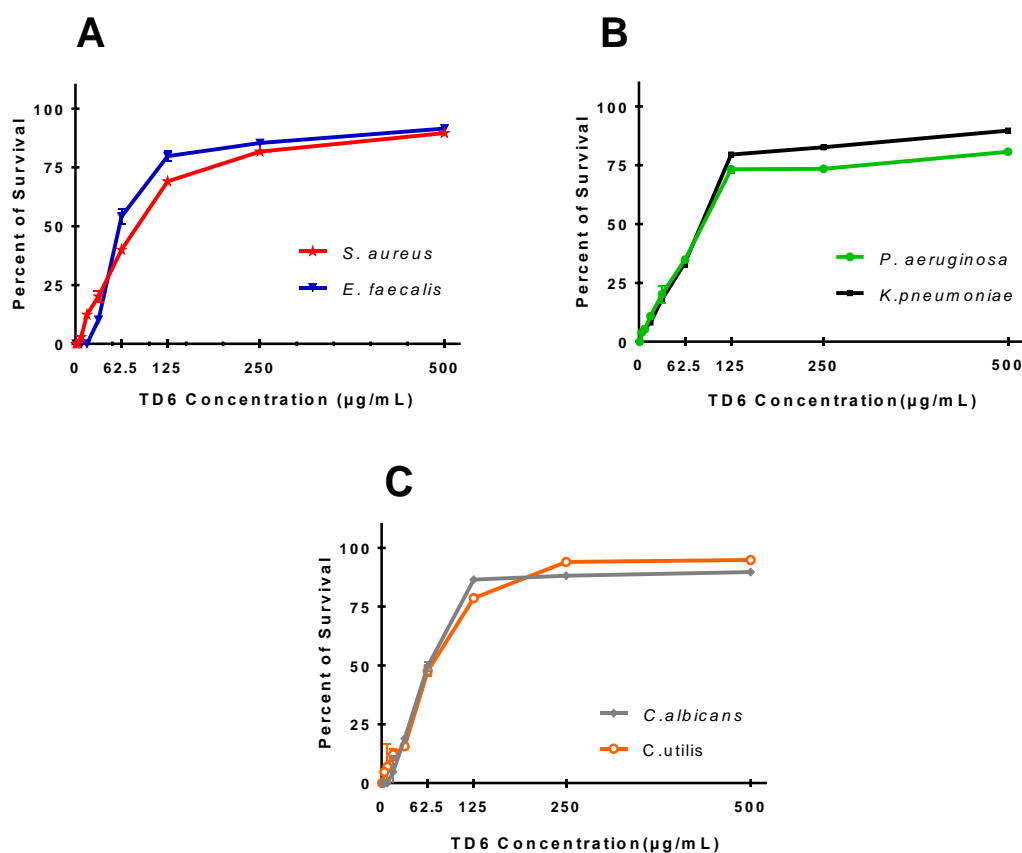 A
Percent of Survival
100
75
50
25
0
S. aureus
E. faecalis
0 62.5 125 250 500
TD6 Concentration (µg/mL)
B
Percent of Survival
100
75
50
25
0
P. aeruginosa
K.pneumoniae
0 62.5 125 250 500
TD6 Concentration(µg/mL)
C
Percent of Survival
100
75
50
25
0
C.albicans
C.utilis
0 62.5 125 250 500
TD6 Concentration(µg/mL)